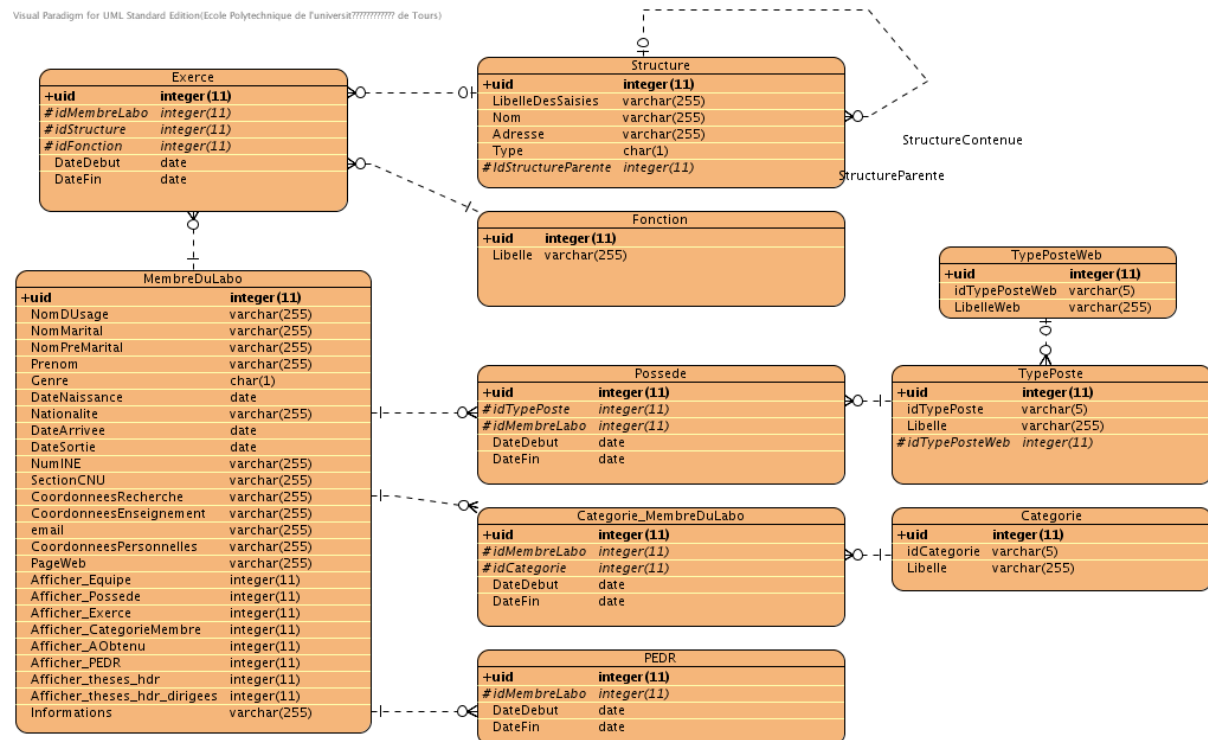 Visual Paradigm for UML Standard Edition(Ecole Polytechnique de l'universit???????????? de Tours)
Exerce
+uid integer(11)
#idMembreLabo integer(11)
#idStructure integer(11)
#idFonction integer(11)
DateDebut date
DateFin date
Structure
+uid integer(11)
LibelleDesSaisies varchar(255)
Nom varchar(255)
Adresse varchar(255)
Type char(1)
#IdStructureParente integer(11)
StructureContenue
StructureParente
Fonction
+uid integer(11)
Libelle varchar(255)
MembreDuLabo
+uid integer(11)
NomDUsage varchar(255)
NomMarital varchar(255)
NomPreMarital varchar(255)
Prenom varchar(255)
Genre char(1)
DateNaissance date
Nationalite varchar(255)
DateArrivee date
DateSortie date
NumINE varchar(255)
SectionCNU varchar(255)
CoordonneesRecherche varchar(255)
CoordonneesEnseignement varchar(255)
email varchar(255)
CoordonneesPersonnelles varchar(255)
PageWeb varchar(255)
Afficher_Equipe integer(11)
Afficher_Possede integer(11)
Afficher_Exerce integer(11)
Afficher_CategorieMembre integer(11)
Afficher_AObtenu integer(11)
Afficher_PEDR integer(11)
Afficher_theses_hdr integer(11)
Afficher_theses_hdr_dirigees integer(11)
Informations varchar(255)
TypePosteWeb
+uid integer(11)
idTypePosteWeb varchar(5)
LibelleWeb varchar(255)
Possede
+uid integer(11)
#idTypePoste integer(11)
#idMembreLabo integer(11)
DateDebut date
DateFin date
TypePoste
+uid integer(11)
idTypePoste varchar(5)
Libelle varchar(255)
#idTypePosteWeb integer(11)
Categorie_MembreDuLabo
+uid integer(11)
#idMembreLabo integer(11)
#idCategorie integer(11)
DateDebut date
DateFin date
Categorie
+uid integer(11)
idCategorie varchar(5)
Libelle varchar(255)
PEDR
+uid integer(11)
#idMembreLabo integer(11)
DateDebut date
DateFin date